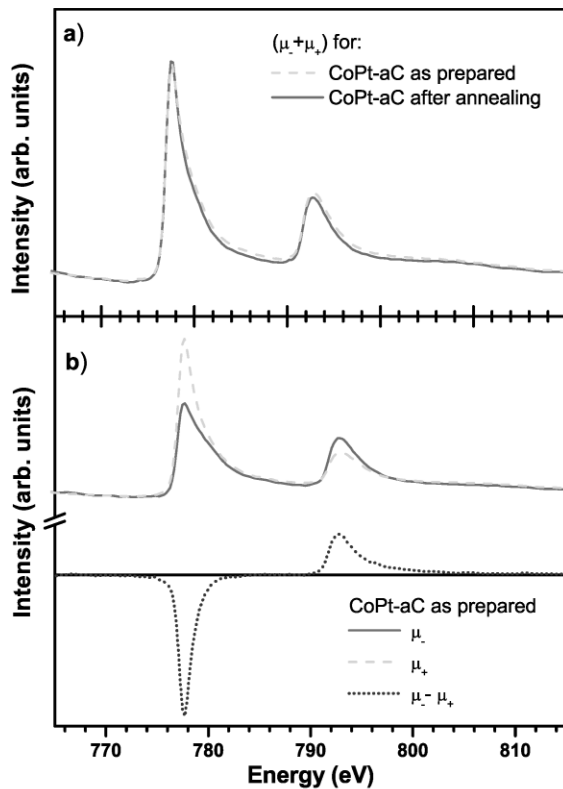 a)
(μ₋+μ₊) for:
CoPt-aC as prepared
CoPt-aC after annealing
Intensity (arb. units)
b)
Intensity (arb. units)
CoPt-aC as prepared
μ₋
μ₊
μ₋- μ₊
770 780 790 800 810
Energy (eV)